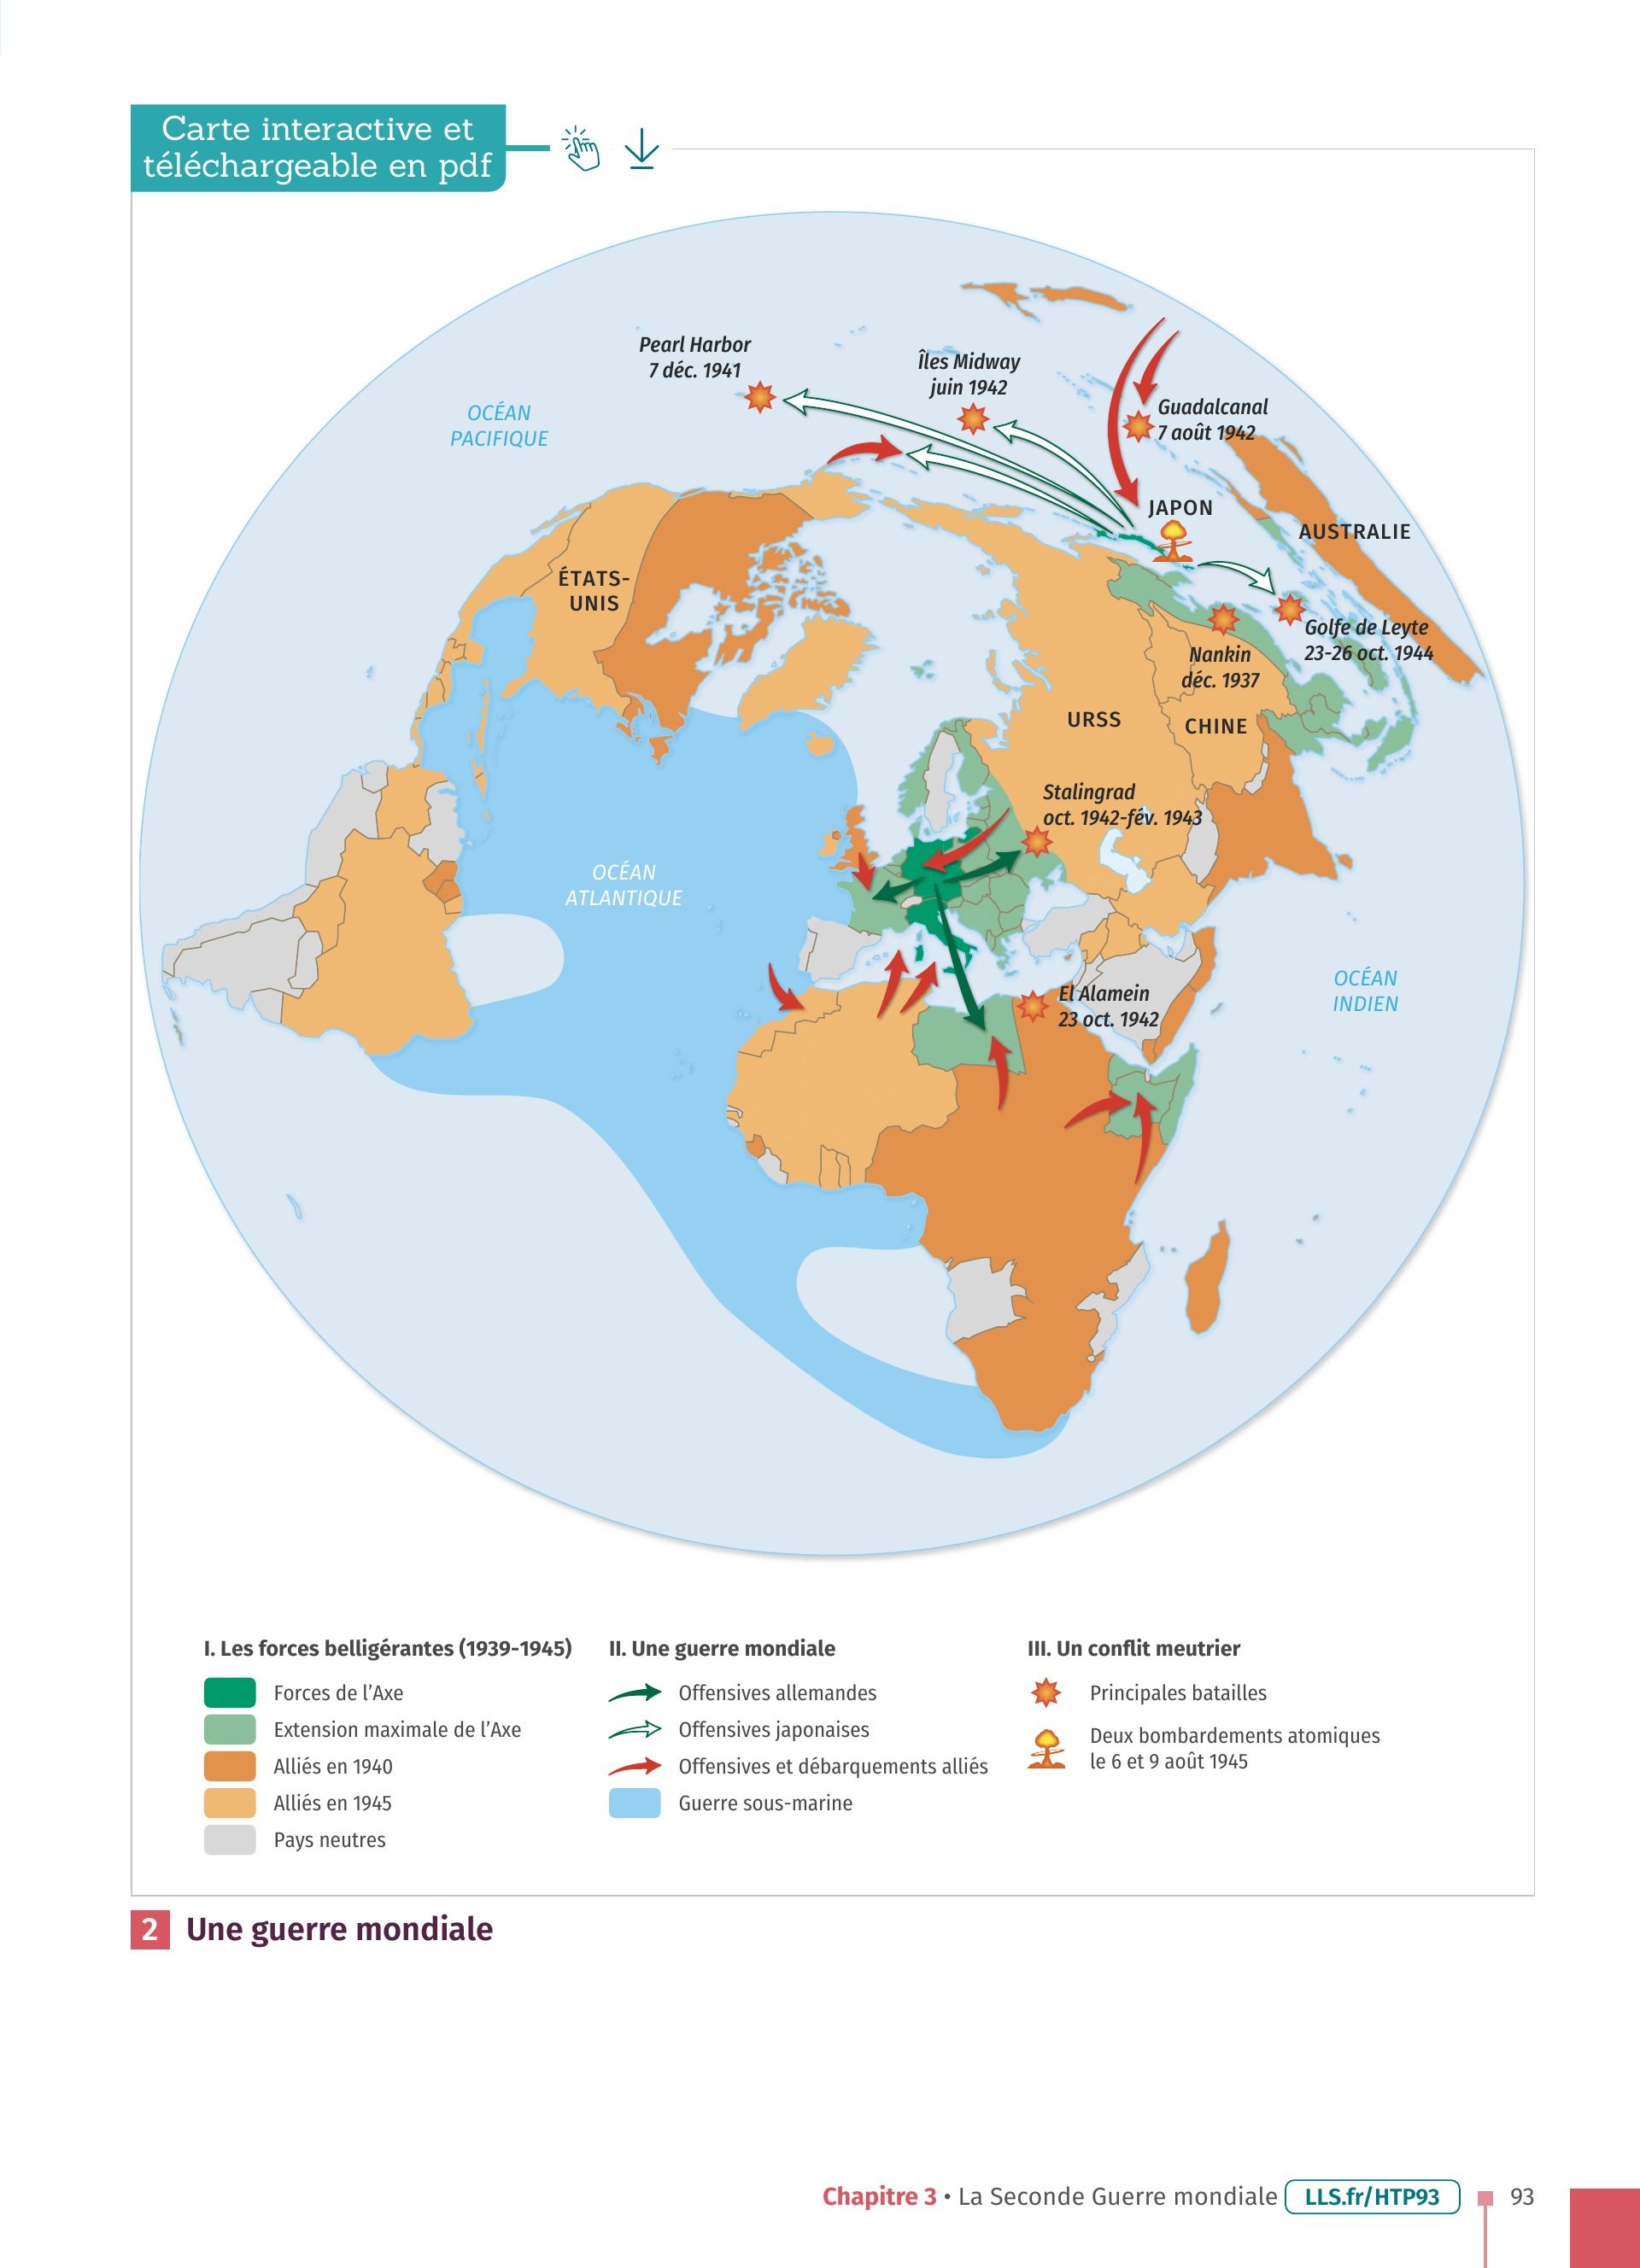 Carte interactive et
téléchargeable en pdf
Pearl Harbor
7 déc. 1941
Îles Midway
juin 1942
Guadalcanal
7 août 1942
OCÉAN
PACIFIQUE
JAPON
AUSTRALIE
ÉTATS-
UNIS
Golfe de Leyte
23-26 oct. 1944
Nankin
déc. 1937
URSS
CHINE
Stalingrad
oct. 1942-fév. 1943
OCÉAN
ATLANTIQUE
El Alamein
23 oct. 1942
OCÉAN
INDIEN
I. Les forces belligérantes (1939-1945)
Forces de l’Axe
Extension maximale de l’Axe
Alliés en 1940
Alliés en 1945
Pays neutres
II. Une guerre mondiale
Offensives allemandes
Offensives japonaises
Offensives et débarquements alliés
Guerre sous-marine
III. Un conflit meutrier
Principales batailles
Deux bombardements atomiques
le 6 et 9 août 1945
2 Une guerre mondiale
Chapitre 3 • La Seconde Guerre mondiale LLS.fr/HTP93 93